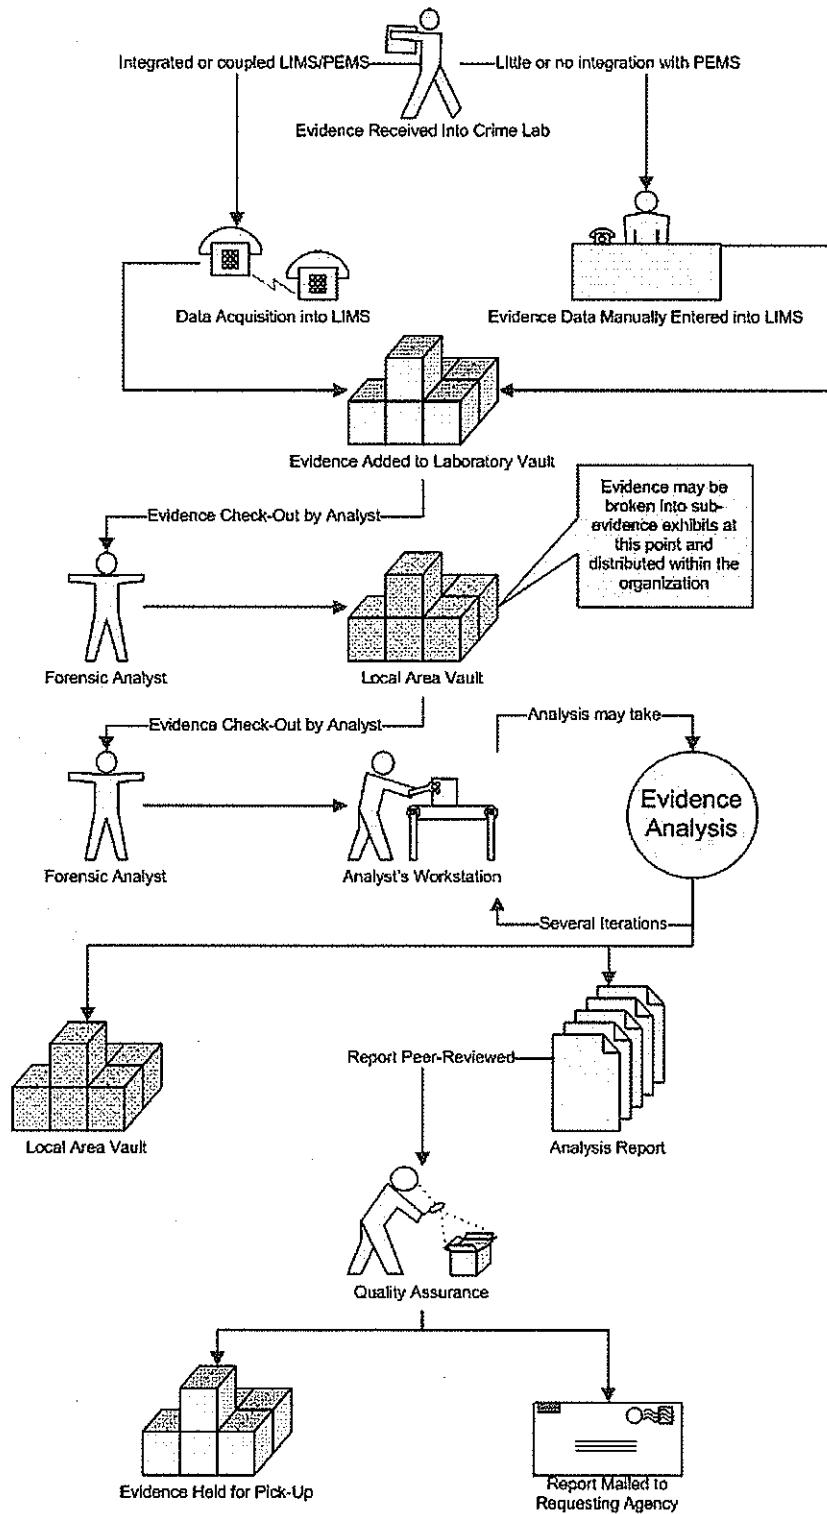 Integrated or coupled LIMS/PEMS
Little or no integration with PEMS
Evidence Received Into Crime Lab
Data Acquisition into LIMS
Evidence Data Manually Entered into LIMS
Evidence Added to Laboratory Vault
Evidence Check-Out by Analyst
Evidence may be
broken into sub-
evidence exhibits at
this point and
distributed within the
organization
Forensic Analyst
Local Area Vault
Evidence Check-Out by Analyst
Analysis may take
Evidence
Analysis
Forensic Analyst
Analyst's Workstation
Several Iterations
Report Peer-Reviewed
Local Area Vault
Analysis Report
Quality Assurance
Evidence Held for Pick-Up
Report Mailed to
Requesting Agency